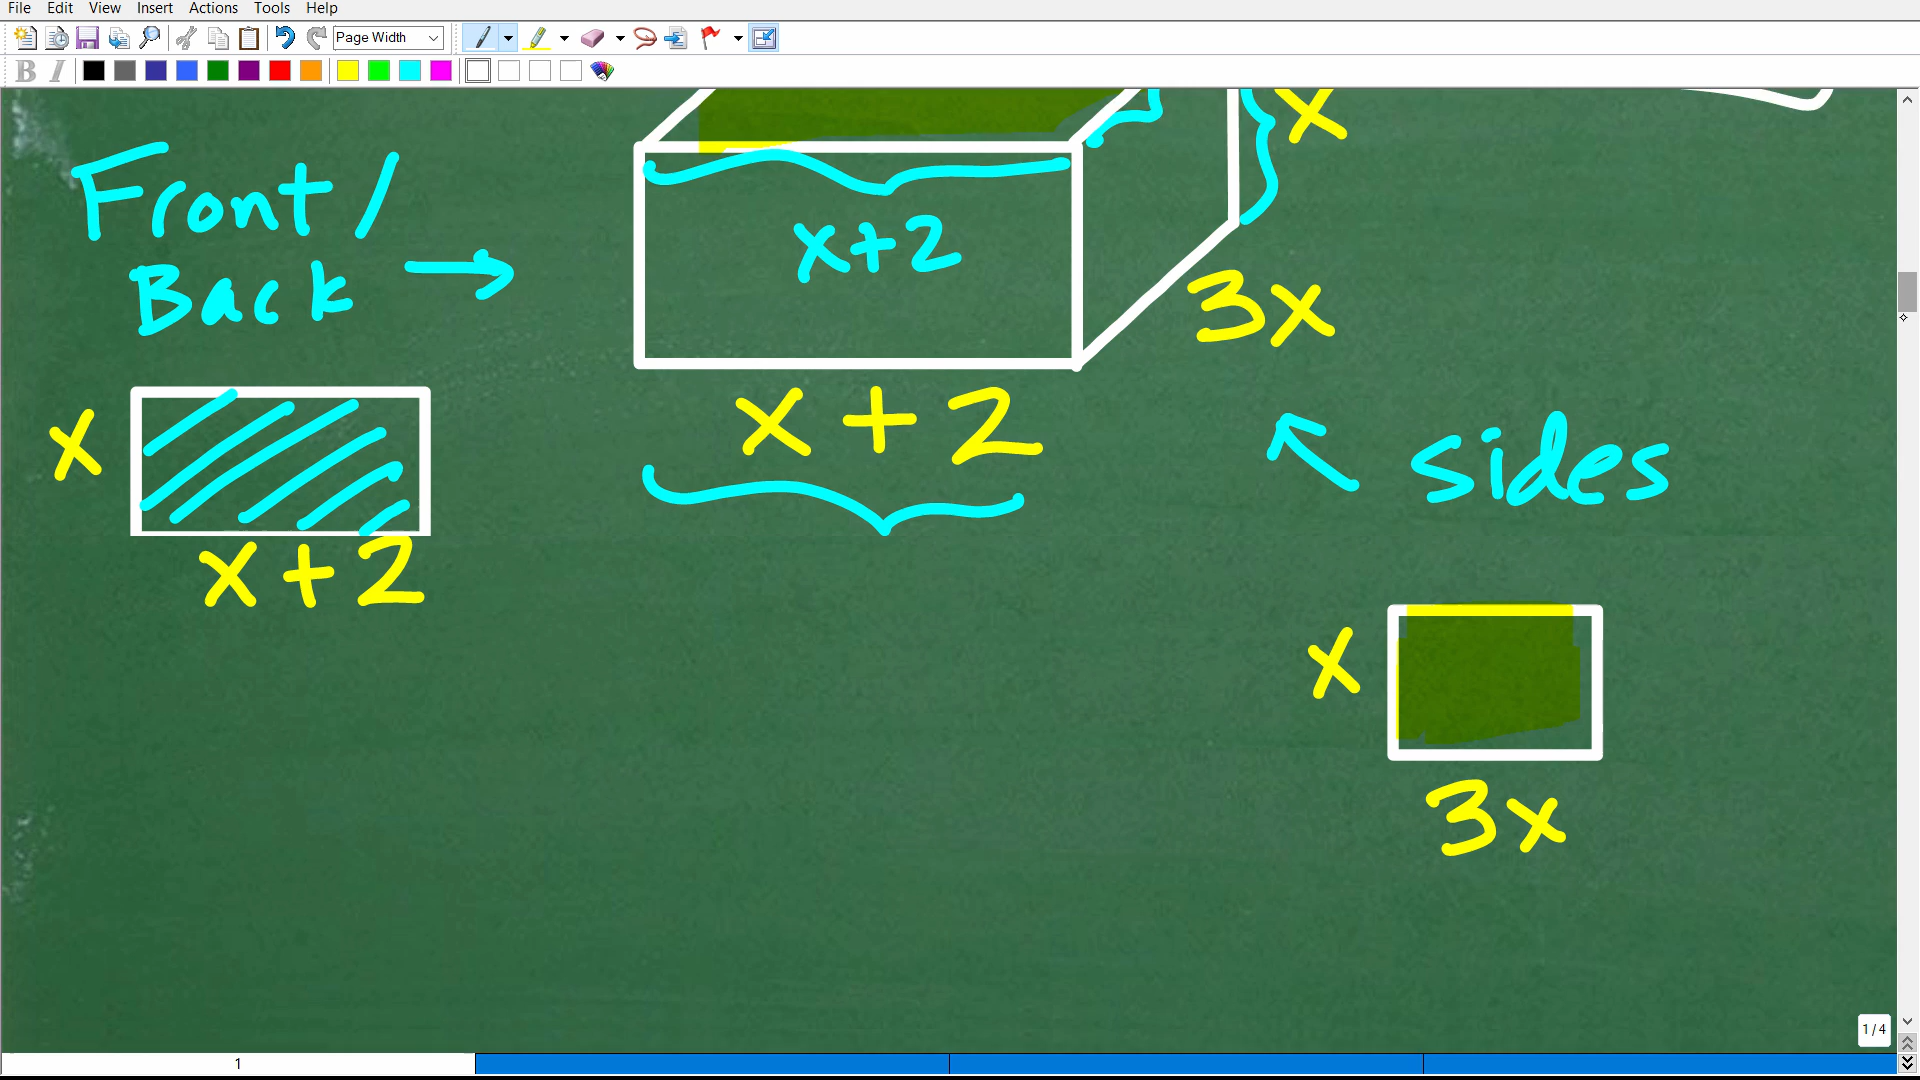 File Edit View Insert Actions Tools Help
Page Width
B I
x
Front /
Back →
x+2
3x
x
x + 2
sides
x + 2
x
3x
1 / 4
1